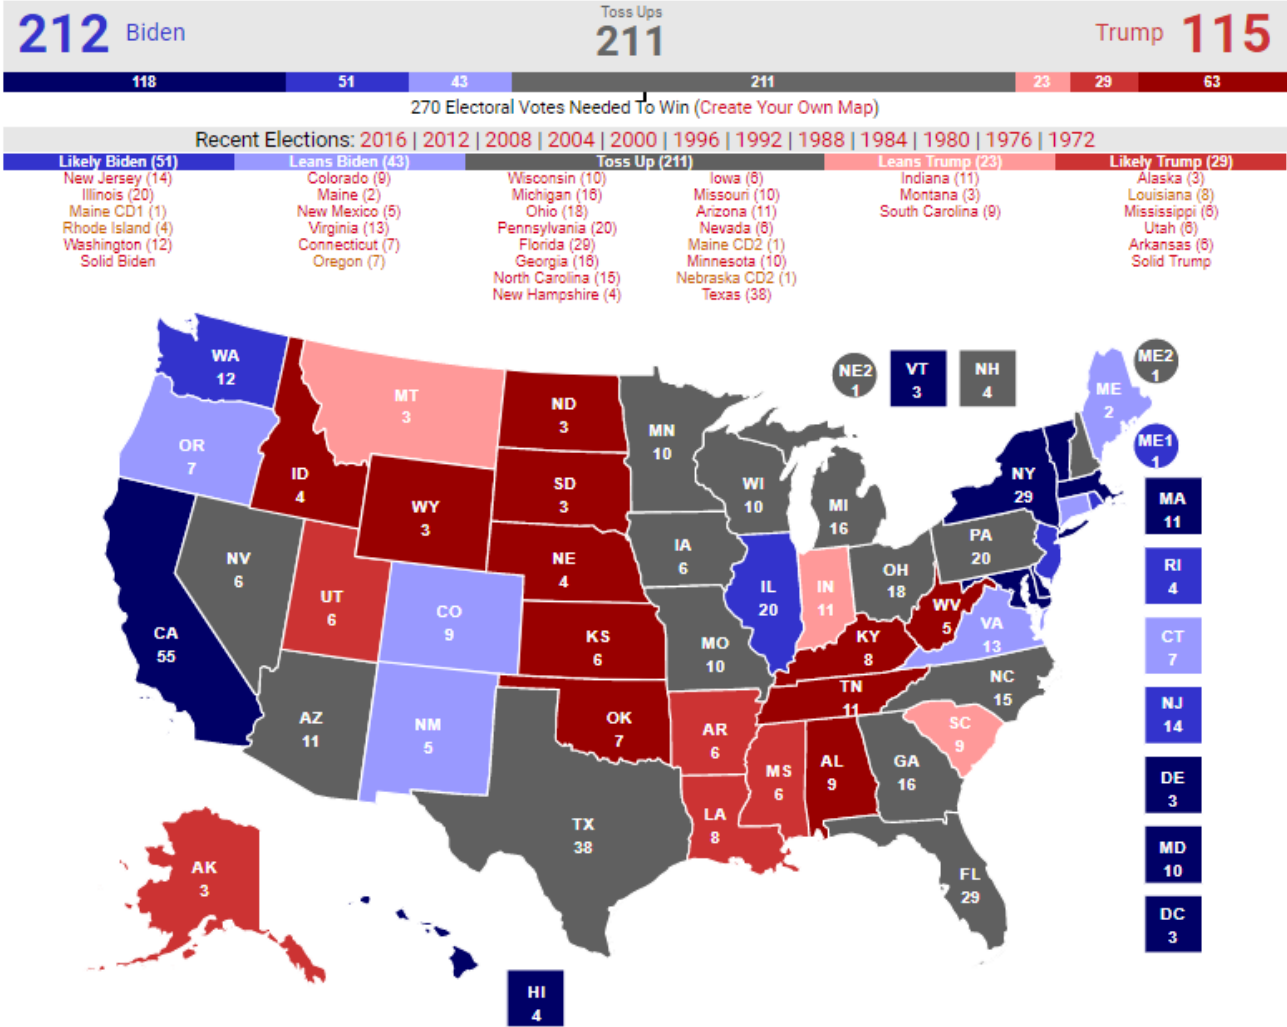 212 Biden
Toss Ups
211
Trump 115
118 51 43 211 23 29 63
270 Electoral Votes Needed To Win (Create Your Own Map)
Recent Elections: 2016 | 2012 | 2008 | 2004 | 2000 | 1996 | 1992 | 1988 | 1984 | 1980 | 1976 | 1972
Likely Biden (51)
New Jersey (14)
Illinois (20)
Maine CD1 (1)
Rhode Island (4)
Washington (12)
Solid Biden
Leans Biden (43)
Colorado (9)
Maine (2)
New Mexico (5)
Virginia (13)
Connecticut (7)
Oregon (7)
Toss Up (211)
Wisconsin (10)
Michigan (16)
Ohio (18)
Pennsylvania (20)
Florida (29)
Georgia (16)
North Carolina (15)
New Hampshire (4)
Iowa (6)
Missouri (10)
Arizona (11)
Nevada (6)
Maine CD2 (1)
Minnesota (10)
Nebraska CD2 (1)
Texas (38)
Leans Trump (23)
Indiana (11)
Montana (3)
South Carolina (9)
Likely Trump (29)
Alaska (3)
Louisiana (8)
Mississippi (6)
Utah (6)
Arkansas (6)
Solid Trump
WA
12
OR
7
CA
55
NV
6
ID
4
MT
3
WY
3
UT
6
AZ
11
CO
9
NM
5
ND
3
SD
3
NE
4
KS
6
OK
7
TX
38
MN
10
IA
6
MO
10
AR
6
LA
8
WI
10
IL
20
MS
6
MI
16
IN
11
KY
8
TN
11
AL
9
OH
18
WV
5
GA
16
FL
29
SC
9
NC
15
VA
13
PA
20
NY
29
ME
2
NE2
1
VT
3
NH
4
ME2
1
ME1
1
MA
11
RI
4
CT
7
NJ
14
DE
3
MD
10
DC
3
AK
3
HI
4